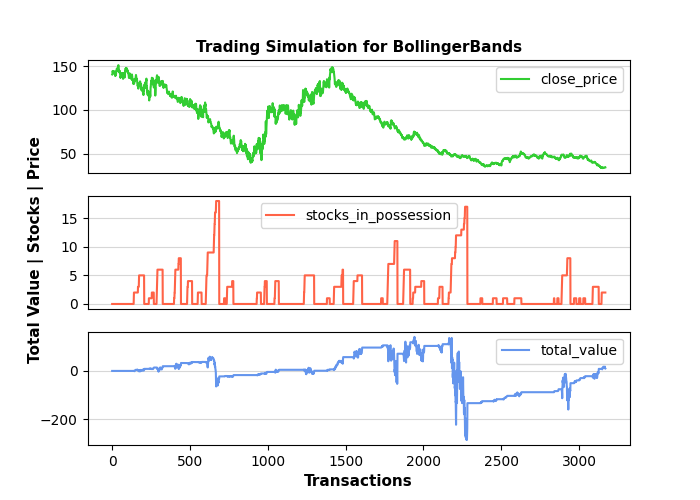 Trading Simulation for BollingerBands
150
100
50
close_price
15
10
5
0
stocks_in_possession
0
−200
total_value
0
500
1000
1500
2000
2500
3000
Transactions
Total Value | Stocks | Price